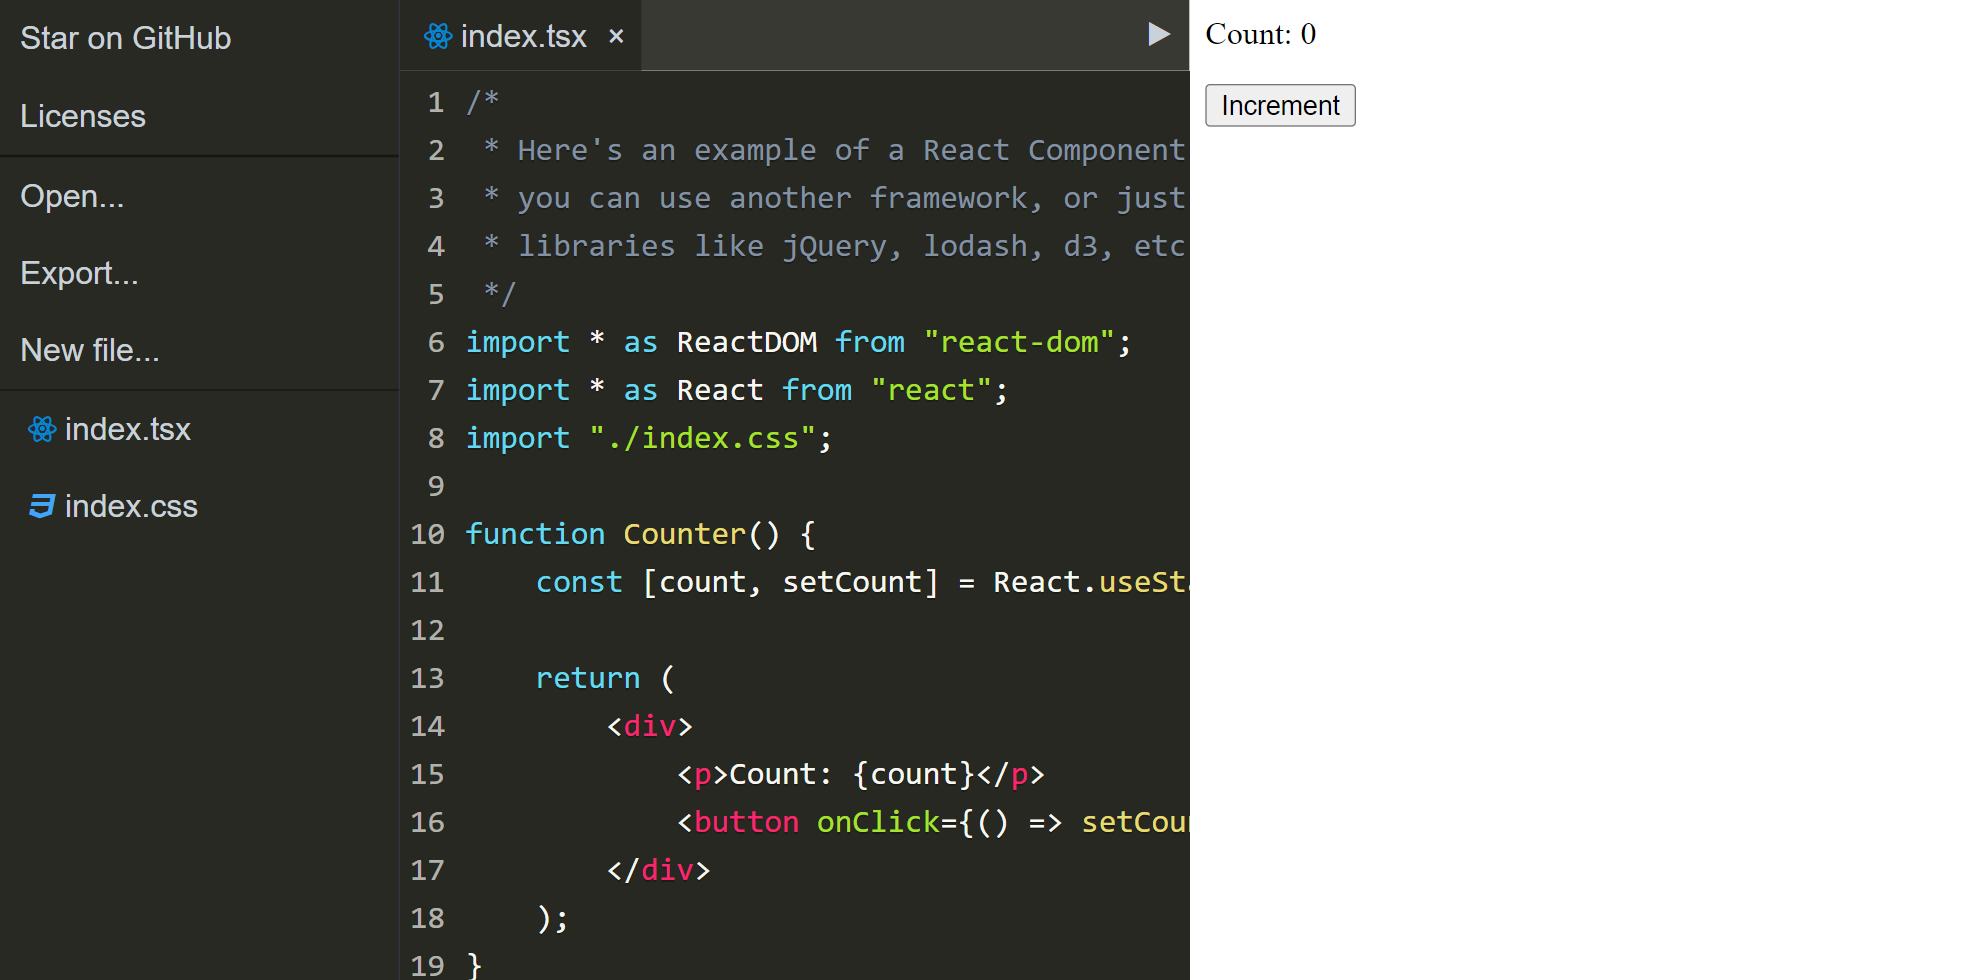 Star on GitHub
Licenses
Open...
Export...
New file...
index.tsx
index.css
index.tsx ×
1 /*
2  * Here's an example of a React Component
3  * you can use another framework, or just
4  * libraries like jQuery, lodash, d3, etc
5  */
6 import * as ReactDOM from "react-dom";
7 import * as React from "react";
8 import "./index.css";
9
10 function Counter() {
11     const [count, setCount] = React.useSt
12
13     return (
14         <div>
15             <p>Count: {count}</p>
16             <button onClick={() => setCou
17         </div>
18     );
19 }
Count: 0
Increment